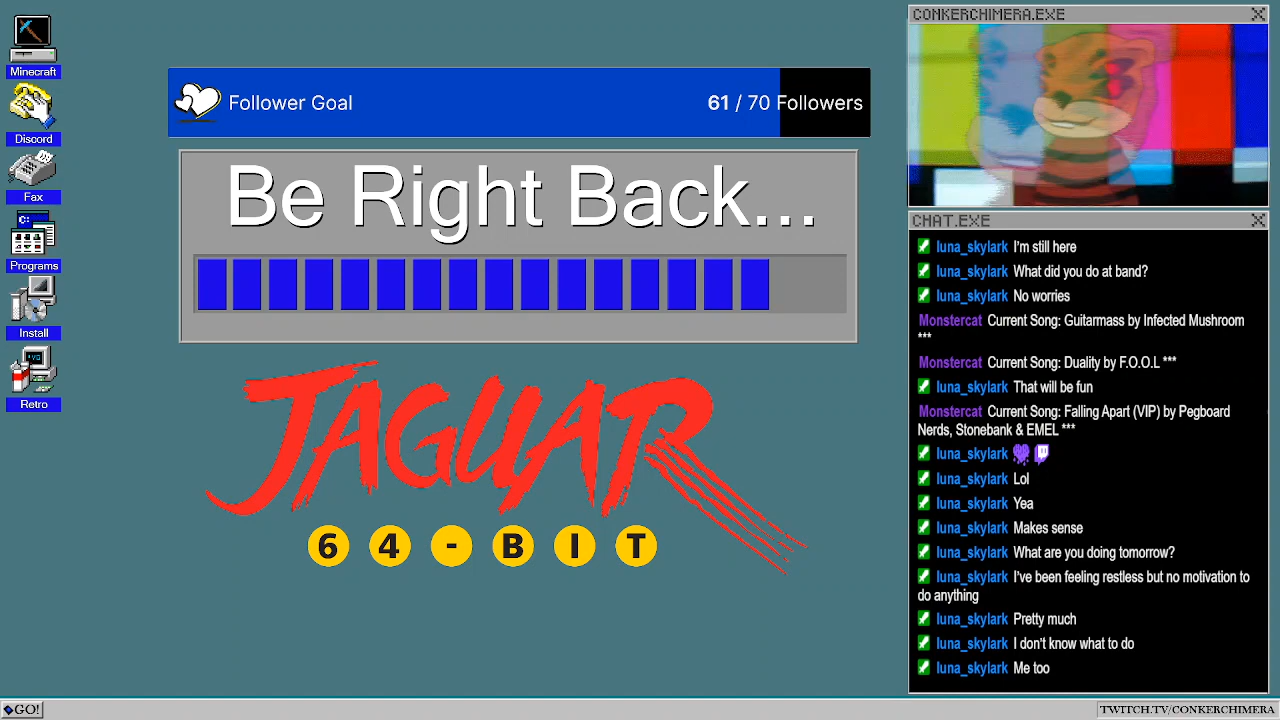 Minecraft
Discord
Fax
C:
Programs
Install
Retro
Follower Goal
61 / 70 Followers
Be Right Back...
JAGUAR
64-BIT
CONKERCHIMERA.EXE
CHAT.EXE
luna_skylark I'm still here
luna_skylark What did you do at band?
luna_skylark No worries
Monstercat Current Song: Guitarmass by Infected Mushroom
***
Monstercat Current Song: Duality by F.O.O.L ***
luna_skylark That will be fun
Monstercat Current Song: Falling Apart (VIP) by Pegboard
Nerds, Stonebank & EMEL ***
luna_skylark
luna_skylark Lol
luna_skylark Yea
luna_skylark Makes sense
luna_skylark What are you doing tomorrow?
luna_skylark I've been feeling restless but no motivation to
do anything
luna_skylark Pretty much
luna_skylark I don't know what to do
luna_skylark Me too
GO!
TWITCH.TV/CONKERCHIMERA